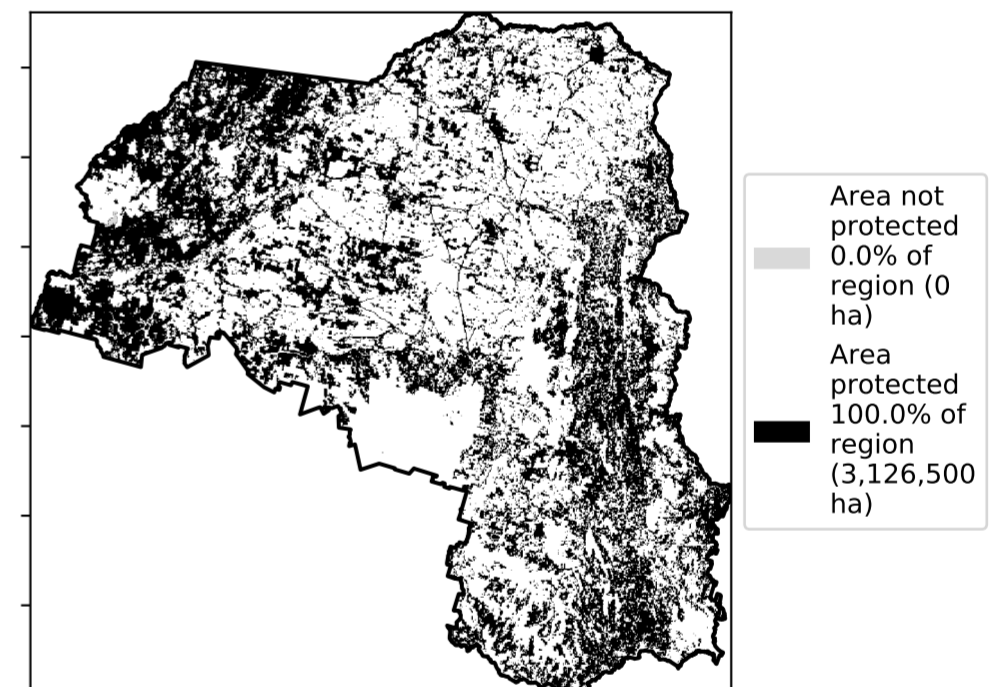 Area not
protected
0.0% of
region (0
ha)
Area
protected
100.0% of
region
(3,126,500
ha)